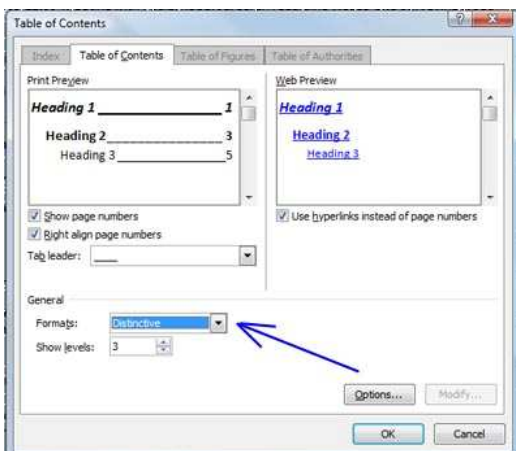 Table of Contents
Index Table of Contents Table of Figures Table of Authorities
Print Preview
Heading 1 1
Heading 2 3
Heading 3 5
Web Preview
Heading 1
Heading 2
Heading 3
Show page numbers
Right align page numbers
Tab leader: ____
Use hyperlinks instead of page numbers
General
Formats: Distinctive
Show levels: 3
Options... Modify...
OK Cancel